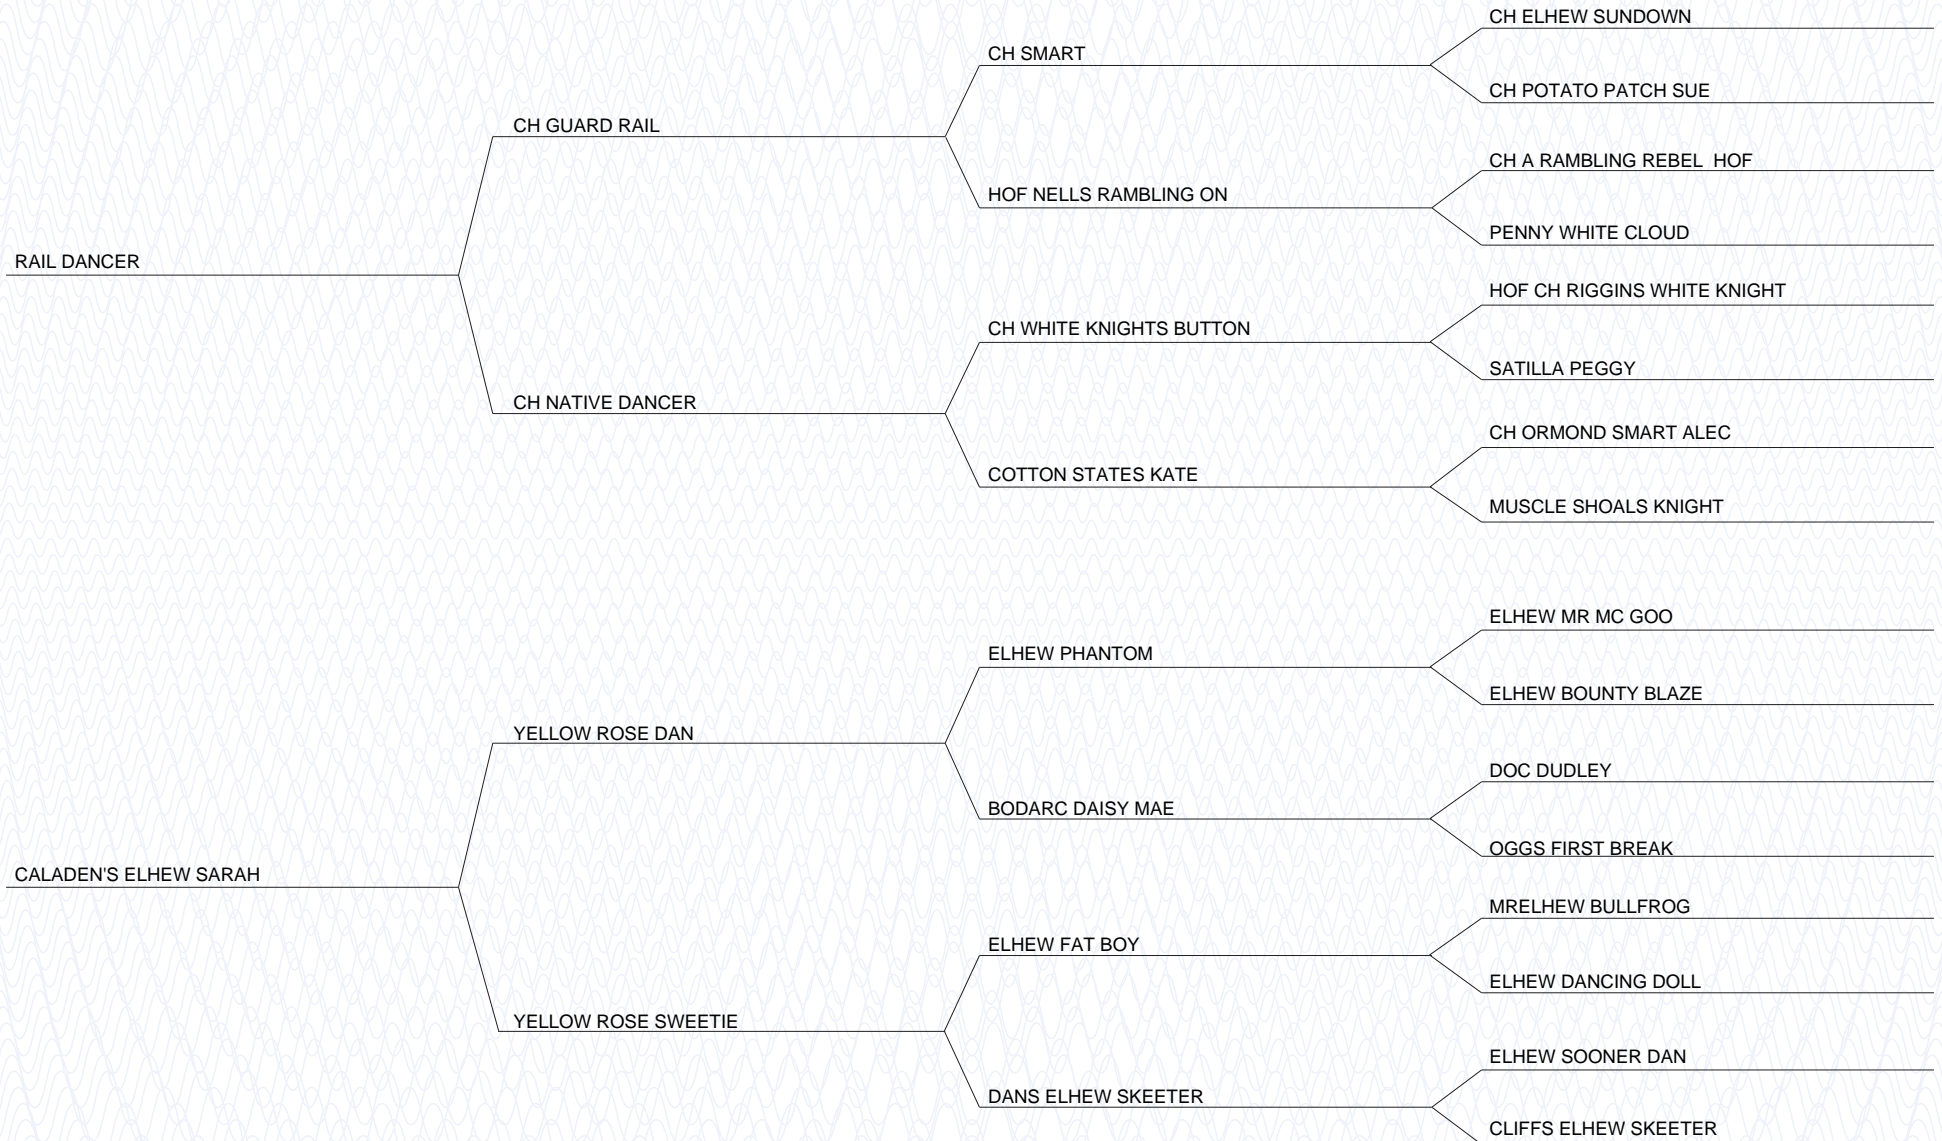 CH ELHEW SUNDOWN
CH SMART
CH POTATO PATCH SUE
CH GUARD RAIL
CH A RAMBLING REBEL  HOF
HOF NELLS RAMBLING ON
PENNY WHITE CLOUD
RAIL DANCER
HOF CH RIGGINS WHITE KNIGHT
CH WHITE KNIGHTS BUTTON
SATILLA PEGGY
CH NATIVE DANCER
CH ORMOND SMART ALEC
COTTON STATES KATE
MUSCLE SHOALS KNIGHT
ELHEW MR MC GOO
ELHEW PHANTOM
ELHEW BOUNTY BLAZE
YELLOW ROSE DAN
DOC DUDLEY
BODARC DAISY MAE
OGGS FIRST BREAK
CALADEN'S ELHEW SARAH
MRELHEW BULLFROG
ELHEW FAT BOY
ELHEW DANCING DOLL
YELLOW ROSE SWEETIE
ELHEW SOONER DAN
DANS ELHEW SKEETER
CLIFFS ELHEW SKEETER